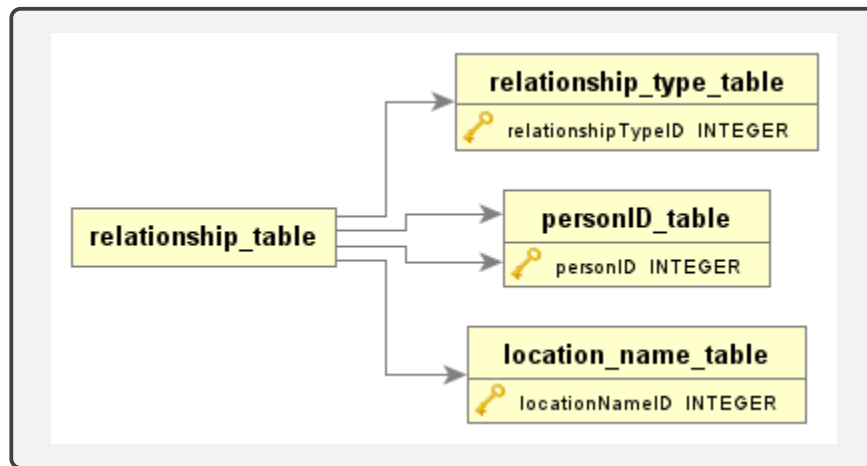 relationship_type_table
relationshipTypeID INTEGER
relationship_table
personID_table
personID INTEGER
location_name_table
locationNameID INTEGER